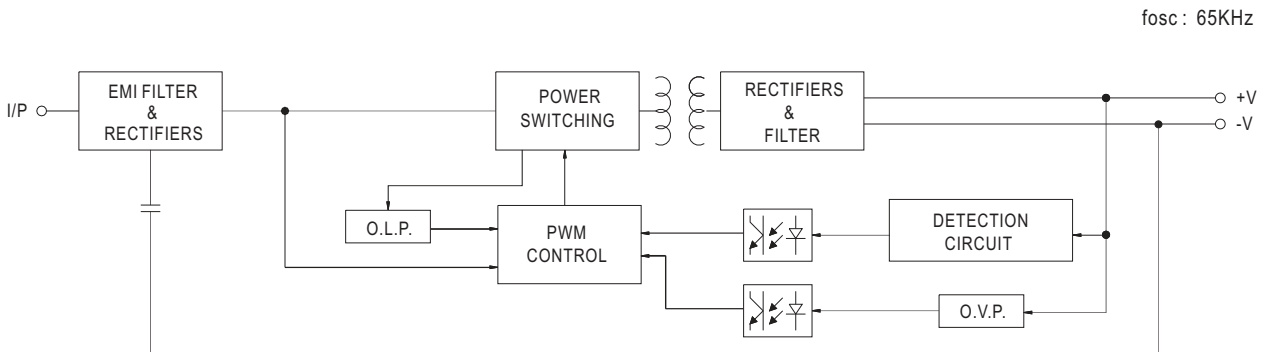 fosc : 65KHz
I/P
EMI FILTER
&
RECTIFIERS
POWER
SWITCHING
RECTIFIERS
&
FILTER
+V
-V
O.L.P.
PWM
CONTROL
DETECTION
CIRCUIT
O.V.P.